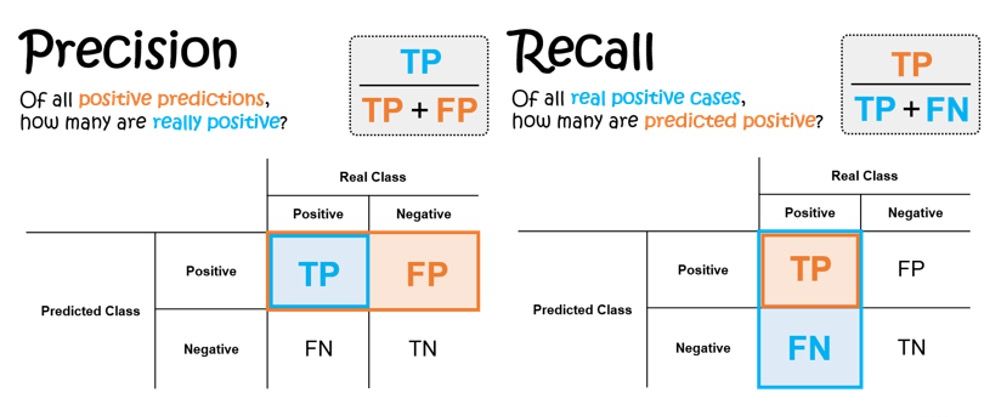 Precision
Of all positive predictions,
how many are really positive?
TP
TP + FP
Real Class
Positive Negative
Predicted Class
Positive TP FP
Negative FN TN
Recall
Of all real positive cases,
how many are predicted positive?
TP
TP + FN
Real Class
Positive Negative
Predicted Class
Positive TP FP
Negative FN TN